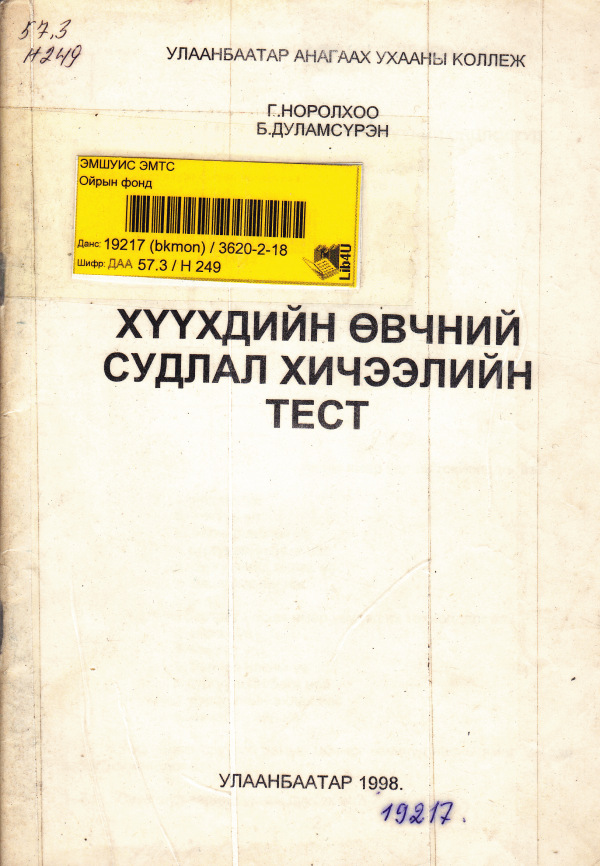 57,3
Н249
УЛААНБААТАР АНАГААХ УХААНЫ КОЛЛЕЖ
Г.НОРОЛХОО
Б.ДУЛАМСҮРЭН
ЭМШУИС ЭМТС
Ойрын фонд
Данс: 19217 (bkmon) / 3620-2-18
Шифр: ДАА 57.3 / Н 249
Lib4U
ХҮҮХДИЙН ӨВЧНИЙ
СУДЛАЛ ХИЧЭЭЛИЙН
ТЕСТ
УЛААНБААТАР 1998.
19217.